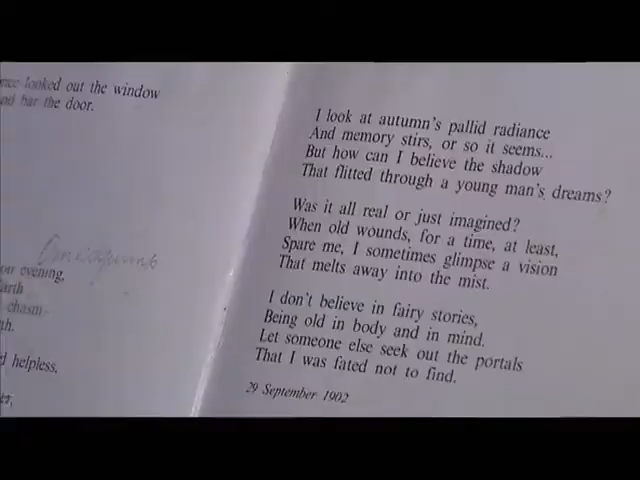 looked out the window
bar the door.
evening,
chasm
helpless,
I look at autumn's pallid radiance
And memory stirs, or so it seems...
But how can I believe the shadow
That flitted through a young man's dreams?
Was it all real or just imagined?
When old wounds, for a time, at least,
Spare me, I sometimes glimpse a vision
That melts away into the mist.
I don't believe in fairy stories,
Being old in body and in mind.
Let someone else seek out the portals
That I was fated not to find.
29 September 1902